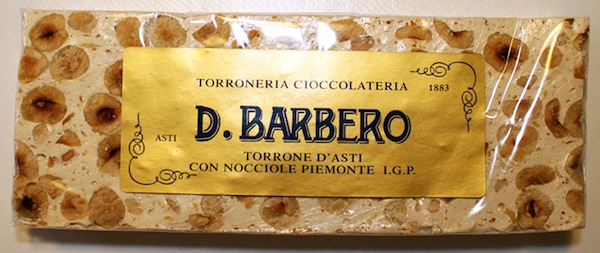 TORRONERIA CIOCCOLATERIA
1883
ASTI
D. BARBERO
TORRONE D'ASTI
CON NOCCIOLE PIEMONTE I.G.P.